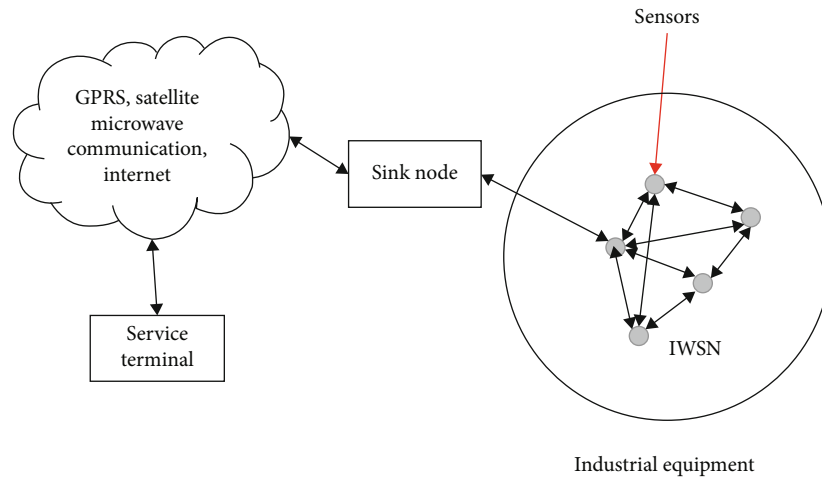 Sensors
GPRS, satellite
microwave
communication,
internet
Sink node
Service
terminal
IWSN
Industrial equipment